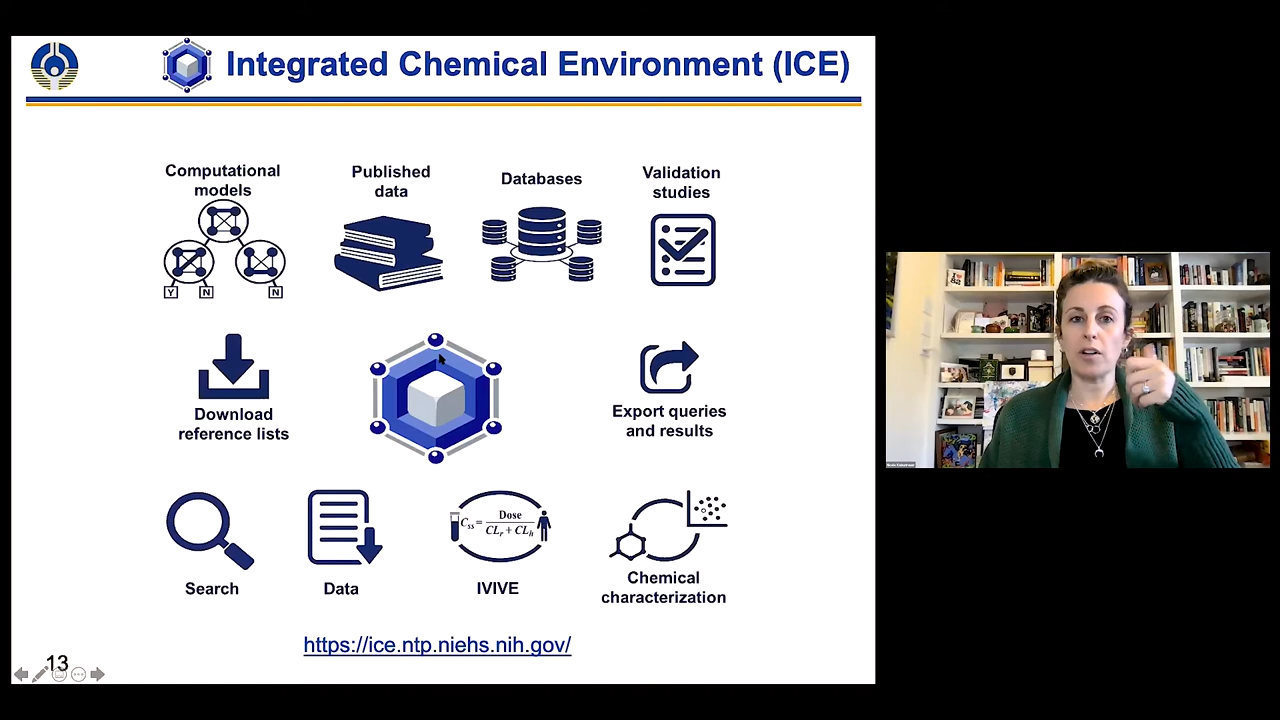 Integrated Chemical Environment (ICE)
Computational
models
Published
data
Databases
Validation
studies
Y N N
Download
reference lists
Export queries
and results
Css = Dose / CLr + CLh
Search
Data
IVIVE
Chemical
characterization
https://ice.ntp.niehs.nih.gov/
13